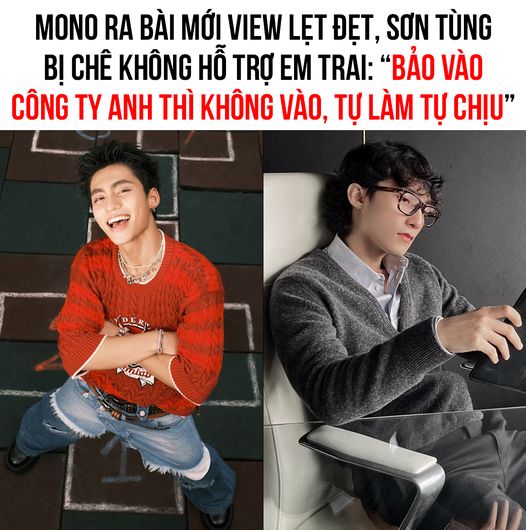 MONO RA BÀI MỚI VIEW LẸT ĐẸT, SƠN TÙNG
BỊ CHÊ KHÔNG HỖ TRỢ EM TRAI: “BẢO VÀO
CÔNG TY ANH THÌ KHÔNG VÀO, TỰ LÀM TỰ CHỊU”